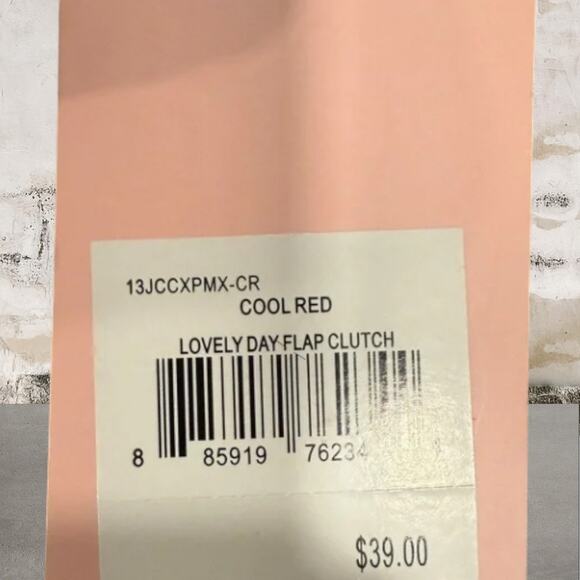 13JCCXPMX-CR
COOL RED
LOVELY DAY FLAP CLUTCH
8 85919 76234
$39.00